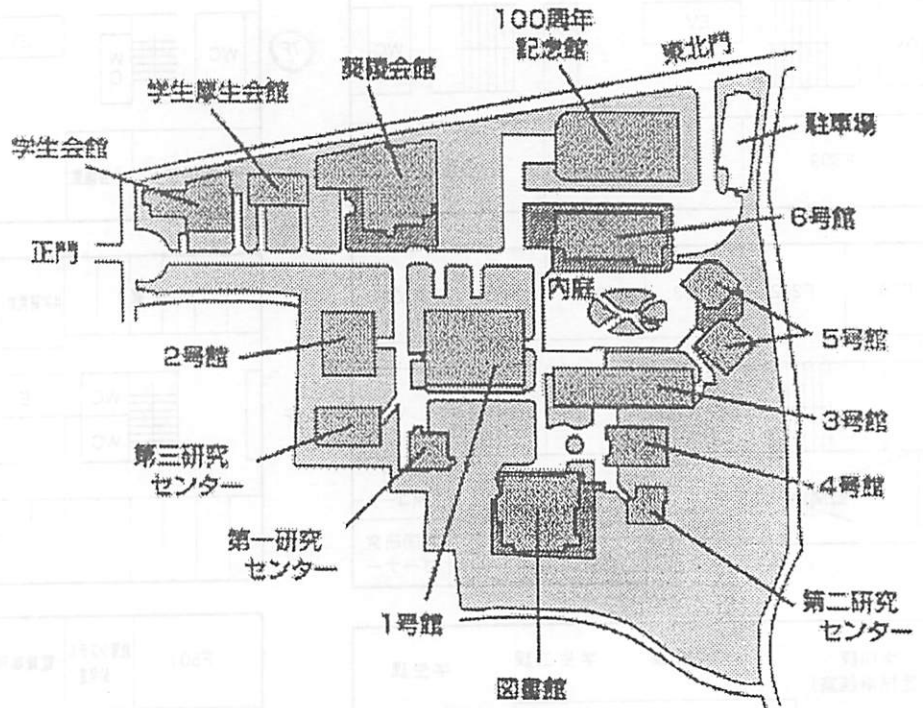 100周年
記念館
東北門
葵陵会館
学生厚生会館
駐車場
学生会館
6号館
正門
内庭
5号館
2号館
3号館
第三研究
センター
4号館
第一研究
センター
1号館
第二研究
センター
図書館